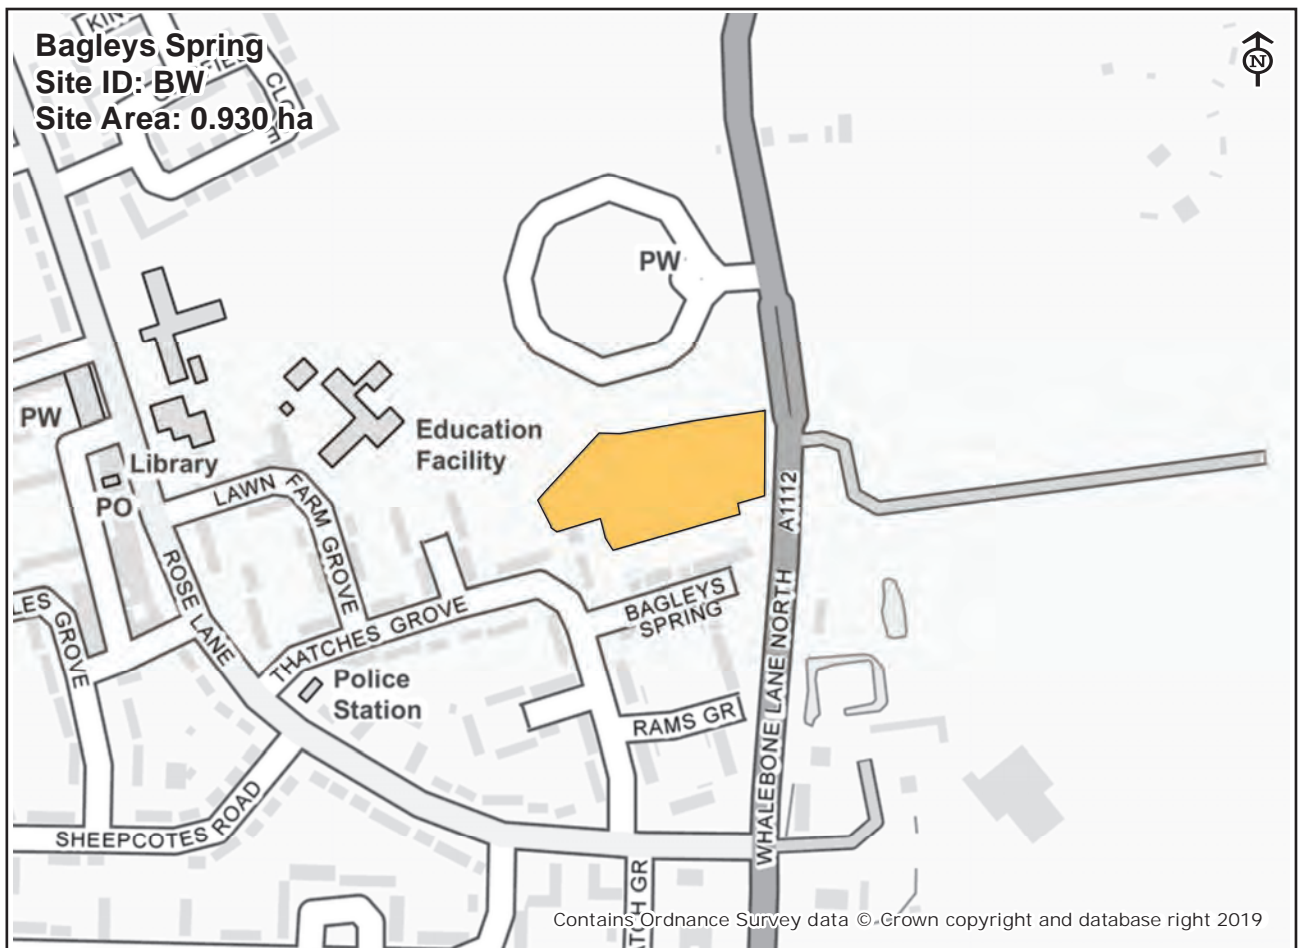 Bagleys Spring
Site ID: BW
Site Area: 0.930 ha
N
PW
PW
Education
Facility
Library
PO
LAWN
FARM GROVE
ROSE LANE
THATCHES GROVE
BAGLEYS
SPRING
A1112
WHALEBONE LANE NORTH
GROVE
Police
Station
RAMS GR
SHEEPCOTES ROAD
Contains Ordnance Survey data © Crown copyright and database right 2019